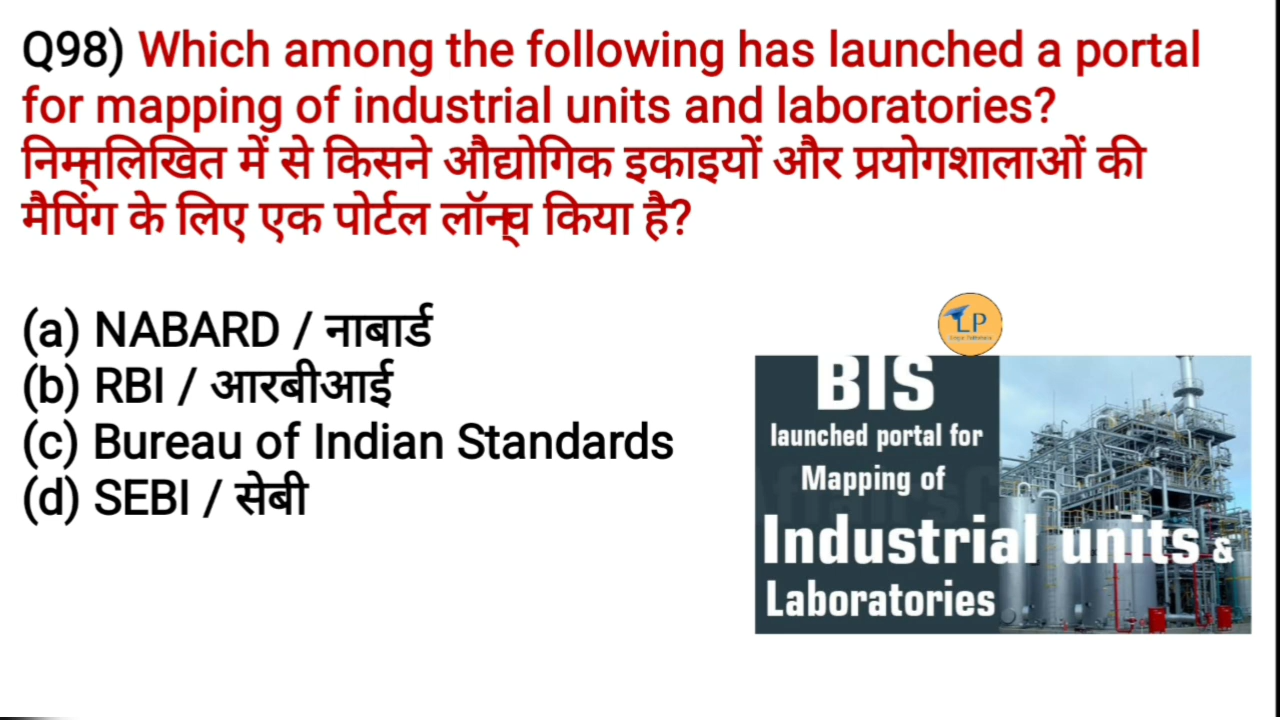 Q98) Which among the following has launched a portal
for mapping of industrial units and laboratories?
निम्नलिखित में से किसने औद्योगिक इकाइयों और प्रयोगशालाओं की
मैपिंग के लिए एक पोर्टल लॉन्च किया है?
(a) NABARD / नाबार्ड
(b) RBI / आरबीआई
(c) Bureau of Indian Standards
(d) SEBI / सेबी
LP
BIS
launched portal for
Mapping of
Industrial units &
Laboratories